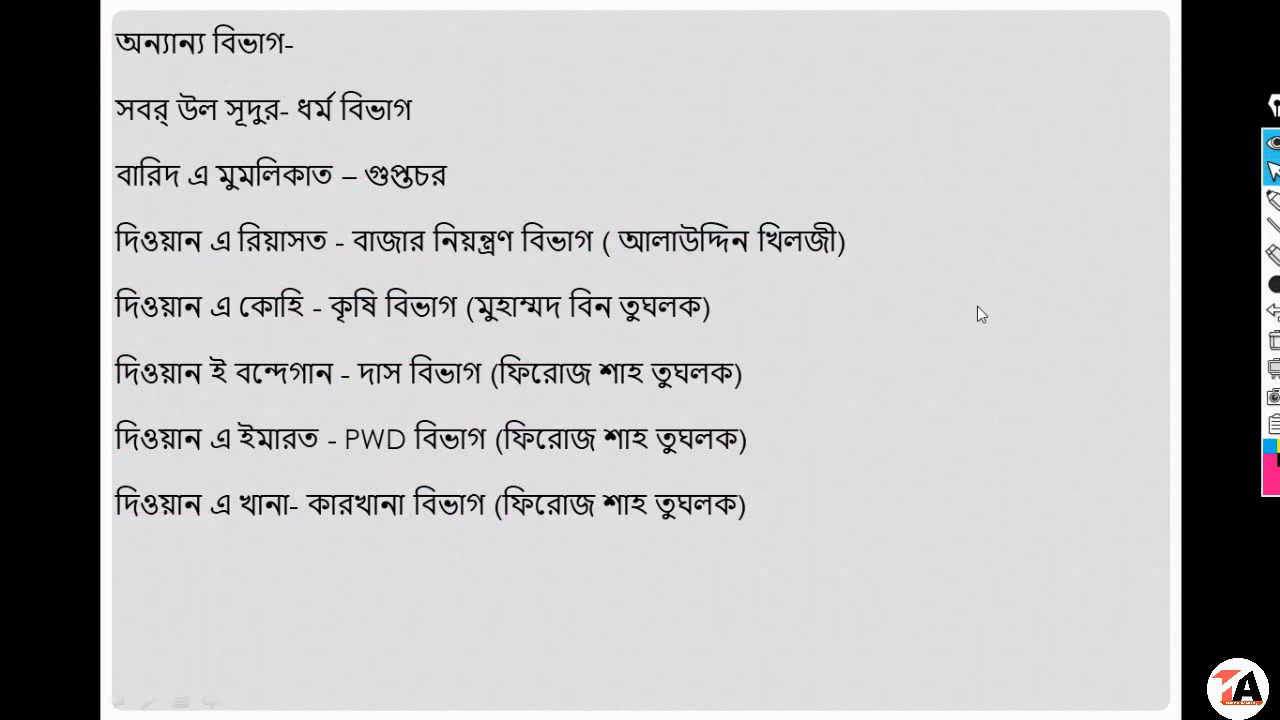 অন্যান্য বিভাগ-
সবর্ উল সূদুর- ধর্ম বিভাগ
বারিদ এ মুমলিকাত – গুপ্তচর
দিওয়ান এ রিয়াসত - বাজার নিয়ন্ত্রণ বিভাগ ( আলাউদ্দিন খিলজী)
দিওয়ান এ কোহি - কৃষি বিভাগ (মুহাম্মদ বিন তুঘলক)
দিওয়ান ই বন্দেগান - দাস বিভাগ (ফিরোজ শাহ তুঘলক)
দিওয়ান এ ইমারত - PWD বিভাগ (ফিরোজ শাহ তুঘলক)
দিওয়ান এ খানা- কারখানা বিভাগ (ফিরোজ শাহ তুঘলক)